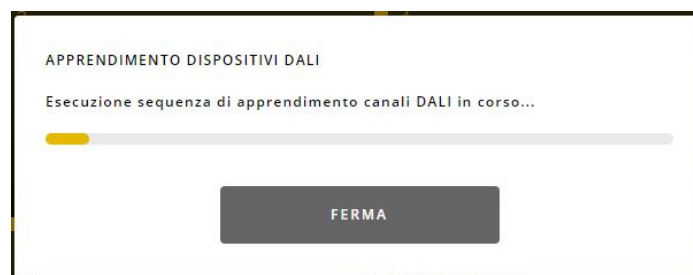 APPRENDIMENTO DISPOSITIVI DALI
Esecuzione sequenza di apprendimento canali DALI in corso...
FERMA